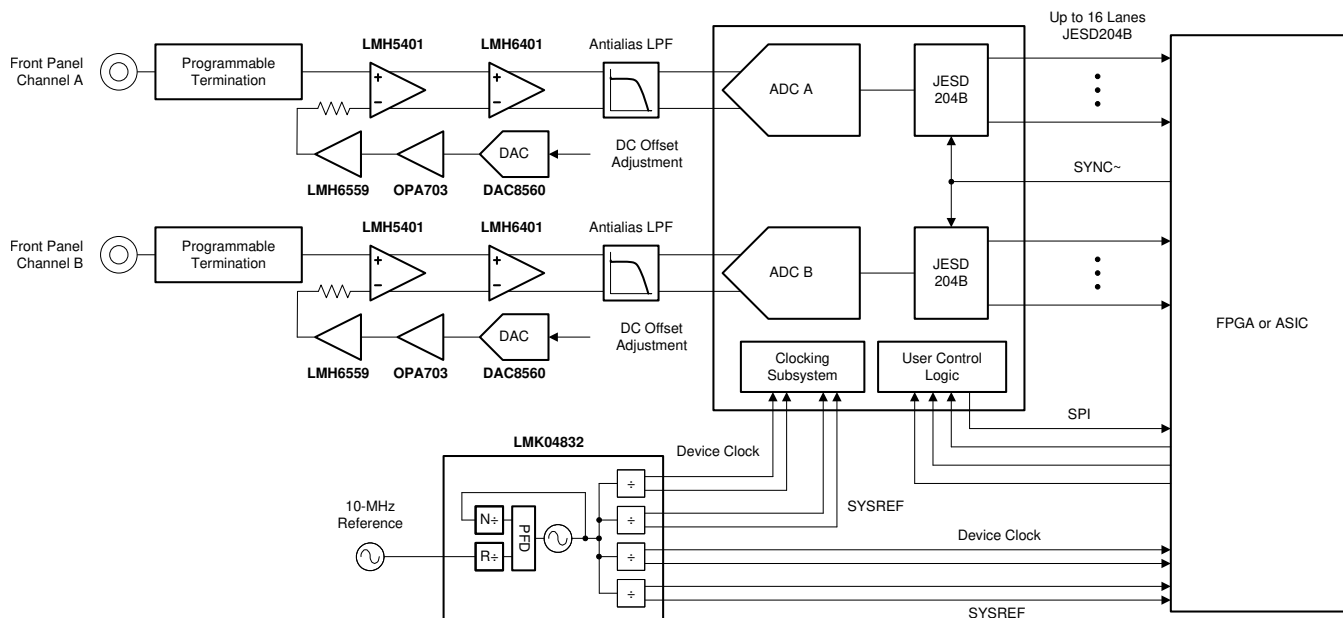 Up to 16 Lanes
JESD204B
LMH5401
LMH6401
Antialias LPF
Front Panel
Channel A
Programmable
Termination
+
−
+
−
ADC A
JESD
204B
DAC
DC Offset
Adjustment
LMH6559
OPA703
DAC8560
SYNC~
LMH5401
LMH6401
Antialias LPF
Front Panel
Channel B
Programmable
Termination
+
−
+
−
ADC B
JESD
204B
FPGA or ASIC
DAC
DC Offset
Adjustment
LMH6559
OPA703
DAC8560
Clocking
Subsystem
User Control
Logic
SPI
LMK04832
Device Clock
10-MHz
Reference
N÷
R÷
PFD
÷
÷
÷
÷
SYSREF
Device Clock
SYSREF